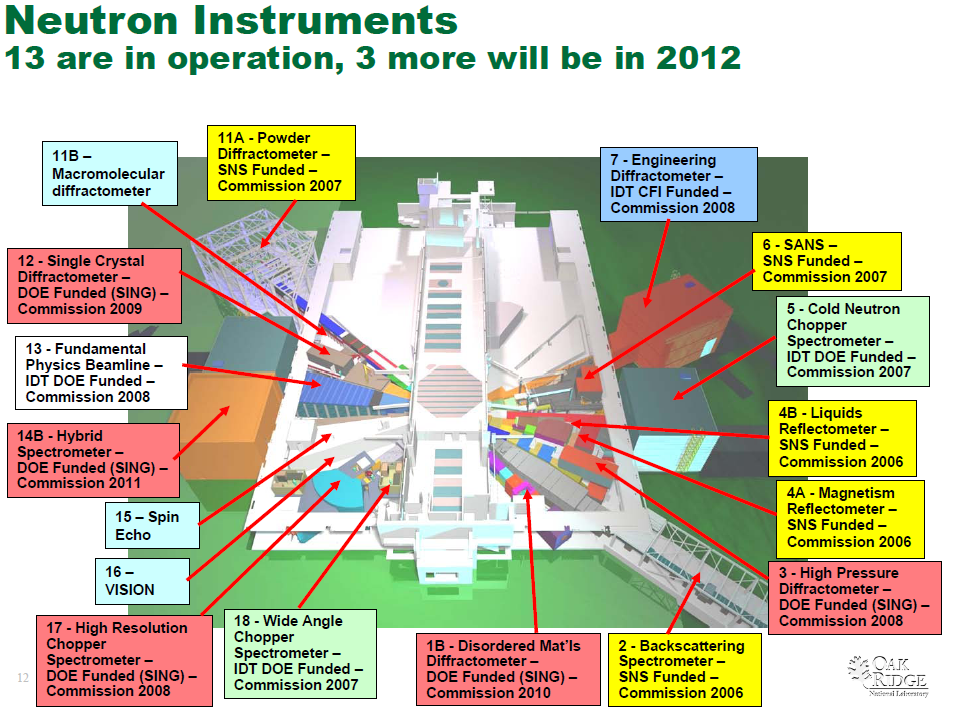 Neutron Instruments
13 are in operation, 3 more will be in 2012
11A - Powder
Diffractometer –
SNS Funded –
Commission 2007
11B –
Macromolecular
diffractometer
7 - Engineering
Diffractometer –
IDT CFI Funded –
Commission 2008
12 - Single Crystal
Diffractometer –
DOE Funded (SING) –
Commission 2009
6 - SANS –
SNS Funded –
Commission 2007
5 - Cold Neutron
Chopper
Spectrometer –
IDT DOE Funded –
Commission 2007
13 - Fundamental
Physics Beamline –
IDT DOE Funded –
Commission 2008
4B - Liquids
Reflectometer –
SNS Funded –
Commission 2006
14B - Hybrid
Spectrometer –
DOE Funded (SING) –
Commission 2011
4A - Magnetism
Reflectometer –
SNS Funded –
Commission 2006
15 – Spin
Echo
16 –
VISION
3 - High Pressure
Diffractometer –
DOE Funded (SING) –
Commission 2008
17 - High Resolution
Chopper
Spectrometer –
DOE Funded (SING) –
Commission 2008
18 - Wide Angle
Chopper
Spectrometer –
IDT DOE Funded –
Commission 2007
1B - Disordered Mat'ls
Diffractometer –
DOE Funded (SING) –
Commission 2010
2 - Backscattering
Spectrometer –
SNS Funded –
Commission 2006
12
OAK
RIDGE
National Laboratory